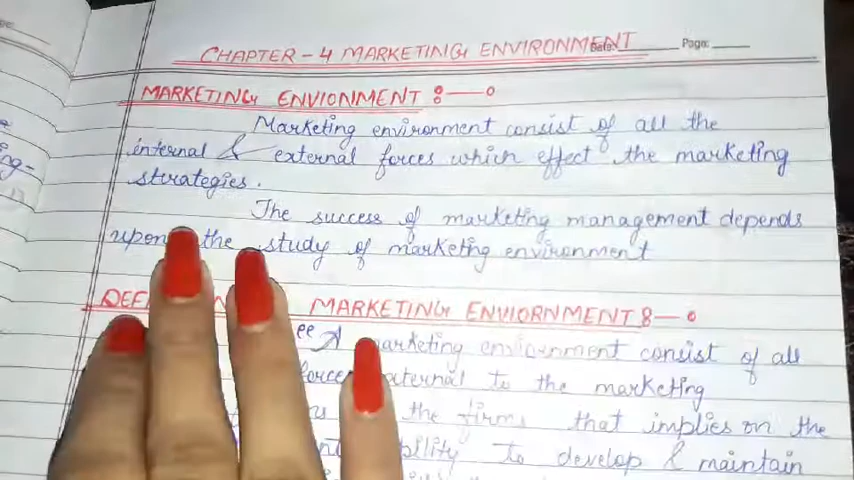 Date: Page:
CHAPTER-4 MARKETING ENVIRONMENT
MARKETING ENVIONMENT :-
Marketing environment consist of all the
internal & external forces which effect the marketing
strategies.
The success of marketing management depends
upon the study of marketing environment
MARKETING ENVIORNMENT :-
marketing environment consist of all
external to the marketing
the firms that implies on the
to develop & maintain